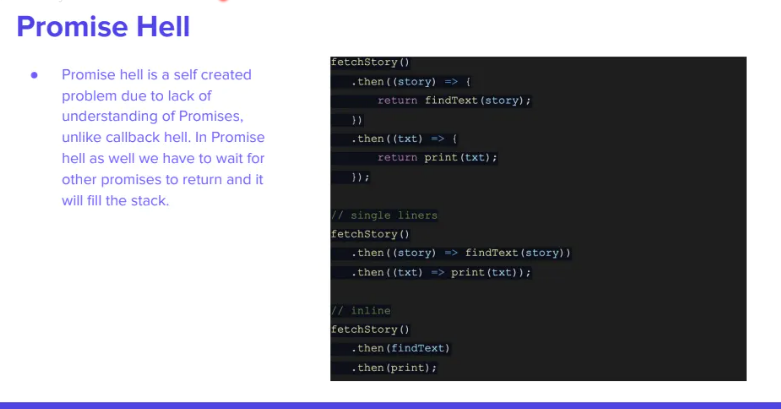 Promise Hell
● Promise hell is a self created
problem due to lack of
understanding of Promises,
unlike callback hell. In Promise
hell as well we have to wait for
other promises to return and it
will fill the stack.
fetchStory()
    .then((story) => {
        return findText(story);
    })
    .then((txt) => {
        return print(txt);
    });

// single liners
fetchStory()
    .then((story) => findText(story))
    .then((txt) => print(txt));

// inline
fetchStory()
    .then(findText)
    .then(print);